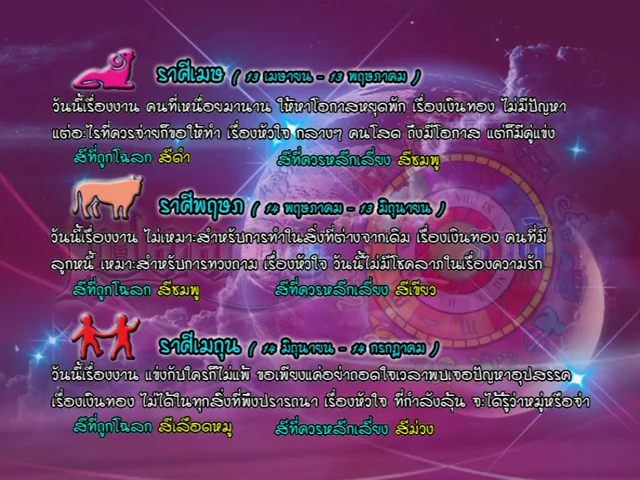 ราศีเมษ ( 13 เมษายน - 13 พฤษภาคม )
วันนี้เรื่องงาน คนที่เหนื่อยมานาน ให้หาโอกาสหยุดพัก เรื่องเงินทอง ไม่มีปัญหา
แต่อะไรที่ควรจ่ายก็ขอให้ทำ เรื่องหัวใจ กลางๆ คนโสด ถึงมีโอกาส แต่ก็มีคู่แข่ง
สีที่ถูกโฉลก สีดำ สีที่ควรหลีกเลี่ยง สีชมพู
ราศีพฤษภ ( 14 พฤษภาคม - 13 มิถุนายน )
วันนี้เรื่องงาน ไม่เหมาะสำหรับการทำในสิ่งที่ต่างจากเดิม เรื่องเงินทอง คนที่มี
ลูกหนี้ เหมาะสำหรับการทวงถาม เรื่องหัวใจ วันนี้ไม่มีโชคลาภในเรื่องความรัก
สีที่ถูกโฉลก สีชมพู สีที่ควรหลีกเลี่ยง สีเขียว
ราศีเมถุน ( 14 มิถุนายน - 14 กรกฎาคม )
วันนี้เรื่องงาน แข่งกับใครก็ไม่แพ้ ขอเพียงแค่อย่าถอดใจเวลาพบเจอปัญหาอุปสรรค
เรื่องเงินทอง ไม่ได้ในทุกสิ่งที่พึงปรารถนา เรื่องหัวใจ ที่กำลังลุ้น จะได้รู้ว่าหมู่หรือจ่า
สีที่ถูกโฉลก สีเลือดหมู สีที่ควรหลีกเลี่ยง สีม่วง